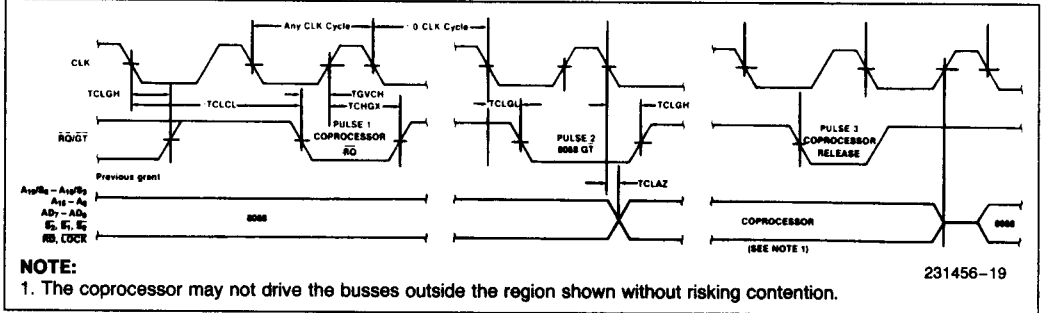 Any CLK Cycle
0 CLK Cycle
CLK
TCLGH
TCLCL
TGVCH
TCHGX
TCLGL
TCLGH
RQ/GT
PULSE 1
COPROCESSOR
RQ
PULSE 2
8088 GT
PULSE 3
COPROCESSOR
RELEASE
Previous grant
TCLAZ
A19/S6 – A16/S3
A15 – A8
AD7 – AD0
S2, S1, S0
RD, LOCK
8088
COPROCESSOR
8088
(SEE NOTE 1)
NOTE:
231456–19
1. The coprocessor may not drive the busses outside the region shown without risking contention.